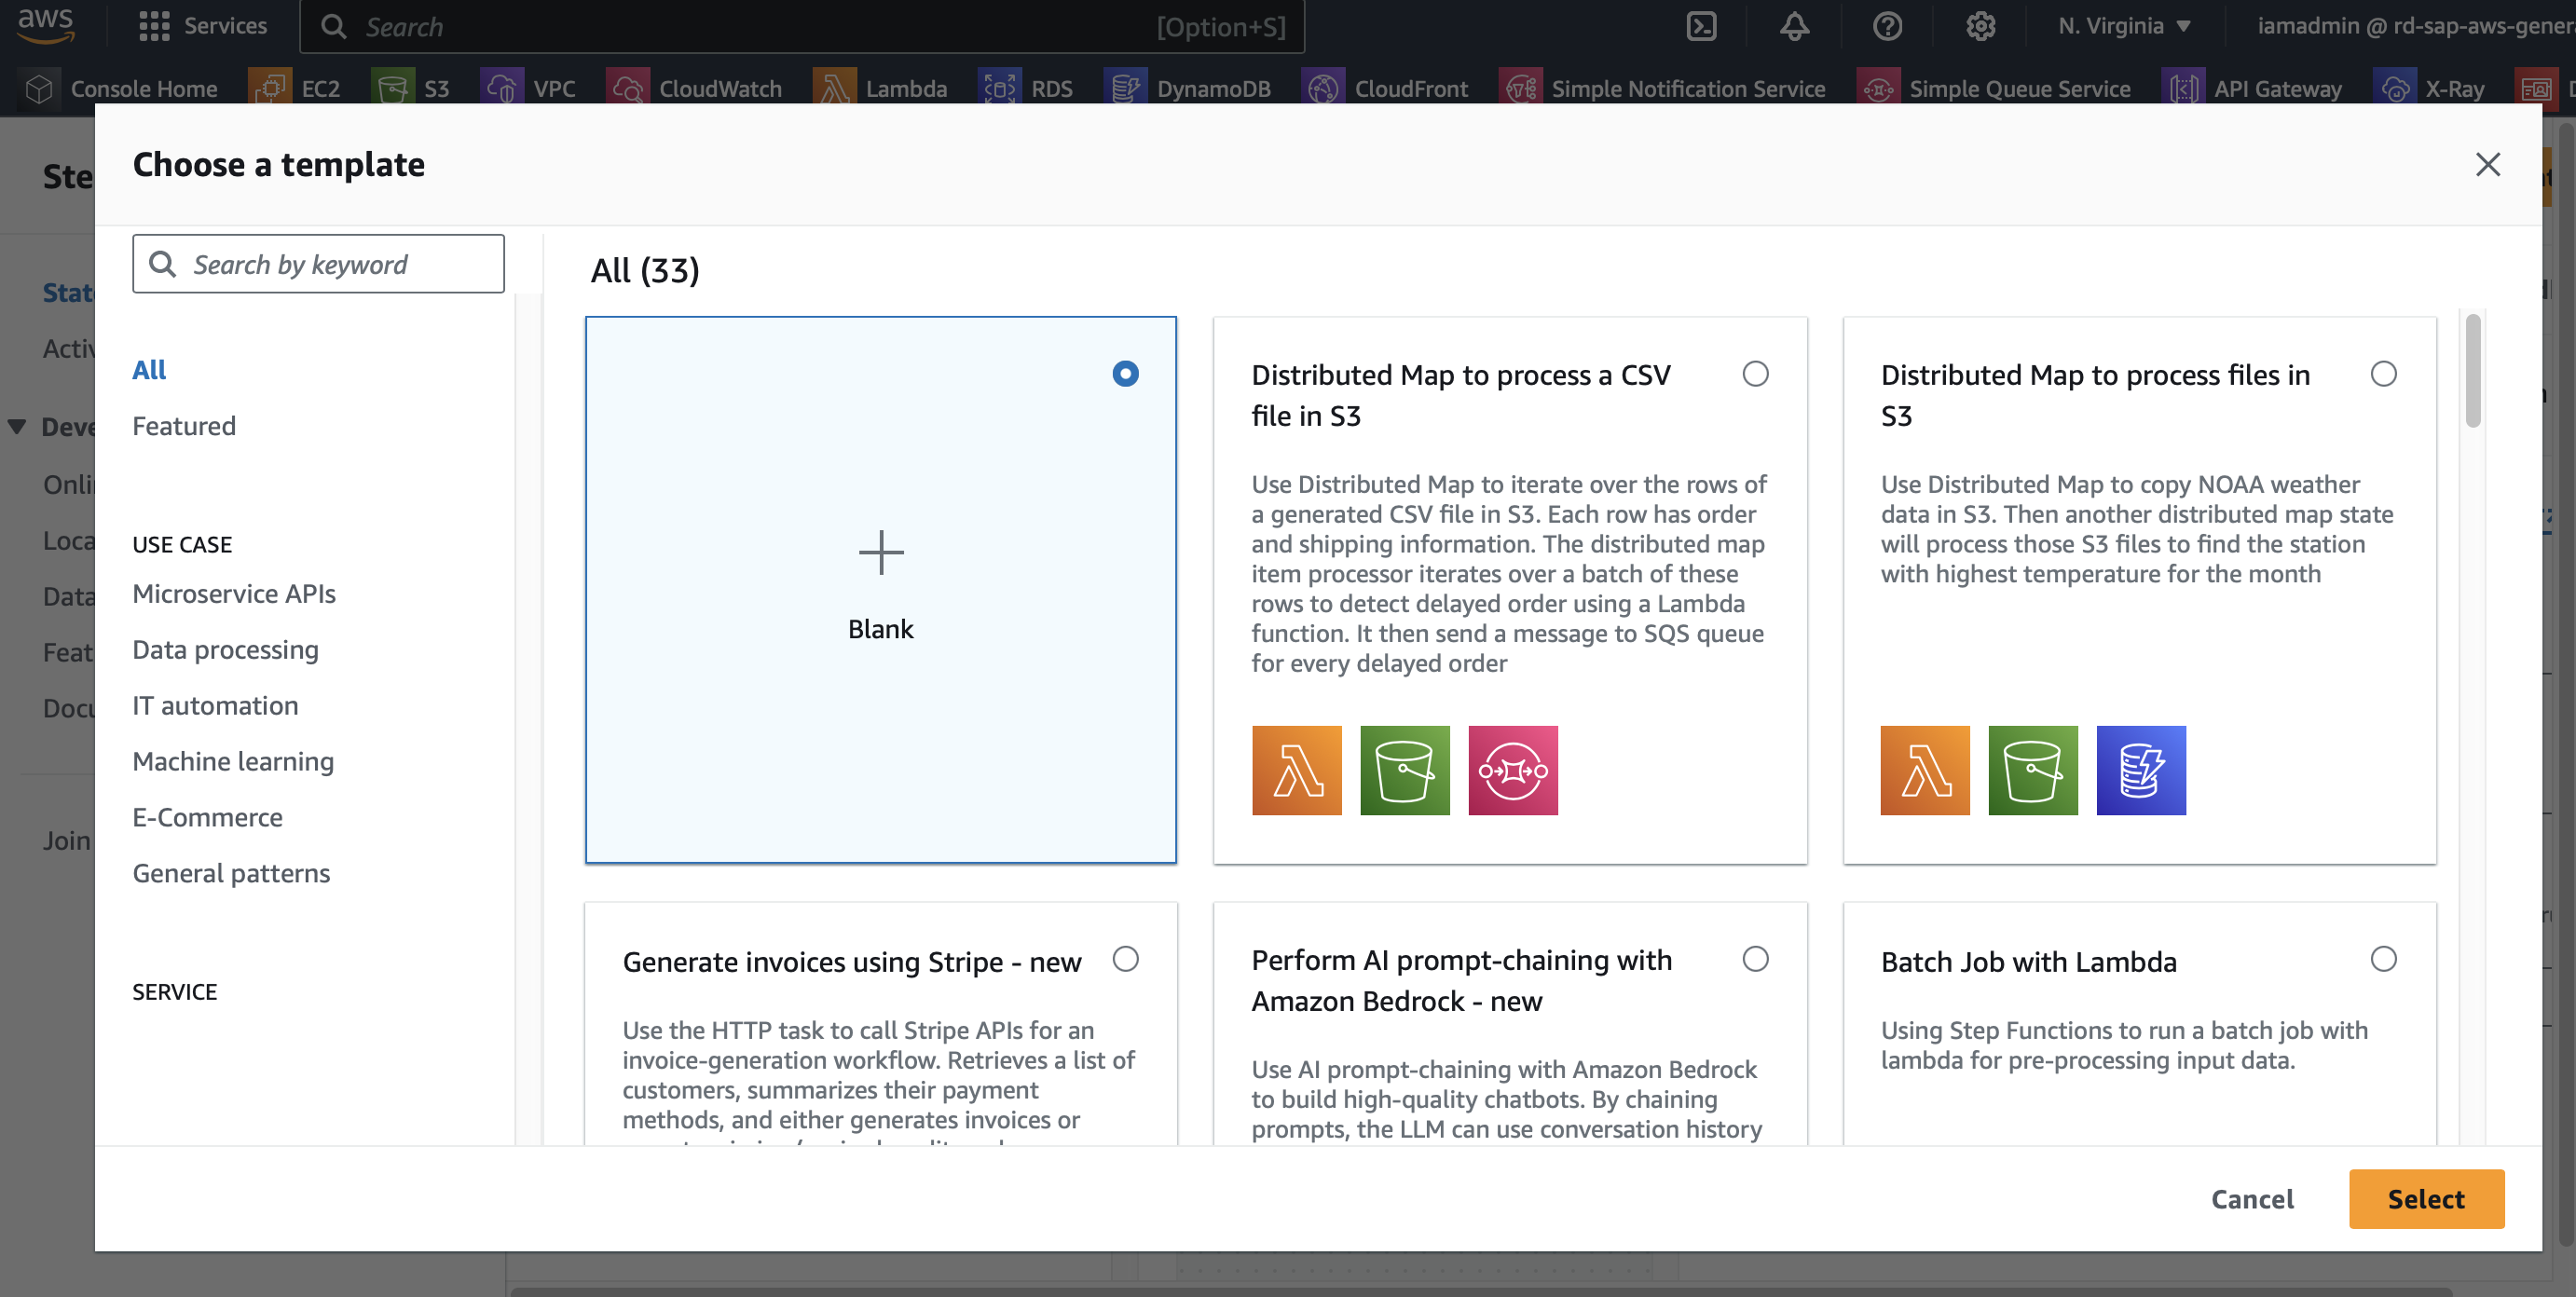 aws
Services
Search
[Option+S]
N. Virginia
iamadmin @ rd-sap-aws-gener
Console Home
EC2
S3
VPC
CloudWatch
Lambda
RDS
DynamoDB
CloudFront
Simple Notification Service
Simple Queue Service
API Gateway
X-Ray
Choose a template
Search by keyword
All
Featured
USE CASE
Microservice APIs
Data processing
IT automation
Machine learning
E-Commerce
General patterns
SERVICE
All (33)
Blank
Distributed Map to process a CSV
file in S3
Use Distributed Map to iterate over the rows of
a generated CSV file in S3. Each row has order
and shipping information. The distributed map
item processor iterates over a batch of these
rows to detect delayed order using a Lambda
function. It then send a message to SQS queue
for every delayed order
Distributed Map to process files in
S3
Use Distributed Map to copy NOAA weather
data in S3. Then another distributed map state
will process those S3 files to find the station
with highest temperature for the month
Generate invoices using Stripe - new
Use the HTTP task to call Stripe APIs for an
invoice-generation workflow. Retrieves a list of
customers, summarizes their payment
methods, and either generates invoices or
Perform AI prompt-chaining with
Amazon Bedrock - new
Use AI prompt-chaining with Amazon Bedrock
to build high-quality chatbots. By chaining
prompts, the LLM can use conversation history
Batch Job with Lambda
Using Step Functions to run a batch job with
lambda for pre-processing input data.
Cancel
Select
Ste
Stat
Activ
Deve
Onli
Loca
Data
Feat
Docu
Join